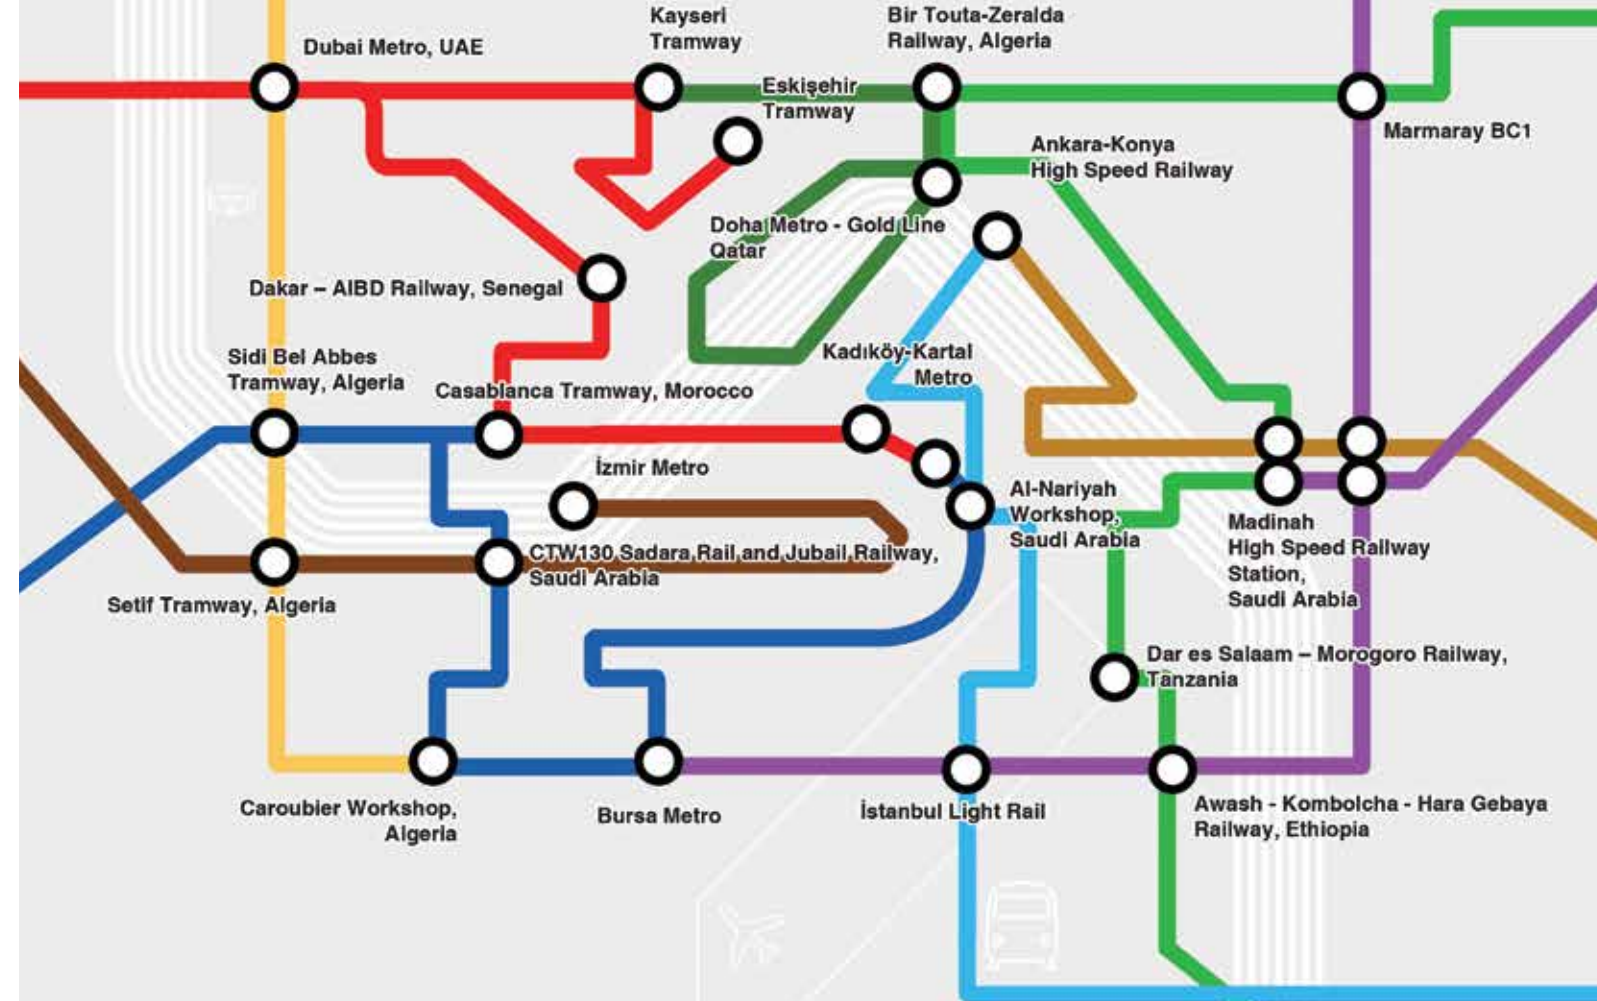 Kayseri
Tramway
Bir Touta-Zeralda
Railway, Algeria
Dubai Metro, UAE
Eskişehir
Tramway
Marmaray BC1
Ankara-Konya
High Speed Railway
Doha Metro - Gold Line
Qatar
Dakar – AIBD Railway, Senegal
Kadıköy-Kartal
Metro
Sidi Bel Abbes
Tramway, Algeria
Casablanca Tramway, Morocco
İzmir Metro
Al-Nariyah
Workshop,
Saudi Arabia
Madinah
High Speed Railway
Station,
Saudi Arabia
CTW130 Sadara Rail and Jubail Railway,
Saudi Arabia
Setif Tramway, Algeria
Dar es Salaam – Morogoro Railway,
Tanzania
Caroubier Workshop,
Algeria
Bursa Metro
İstanbul Light Rail
Awash - Kombolcha - Hara Gebaya
Railway, Ethiopia